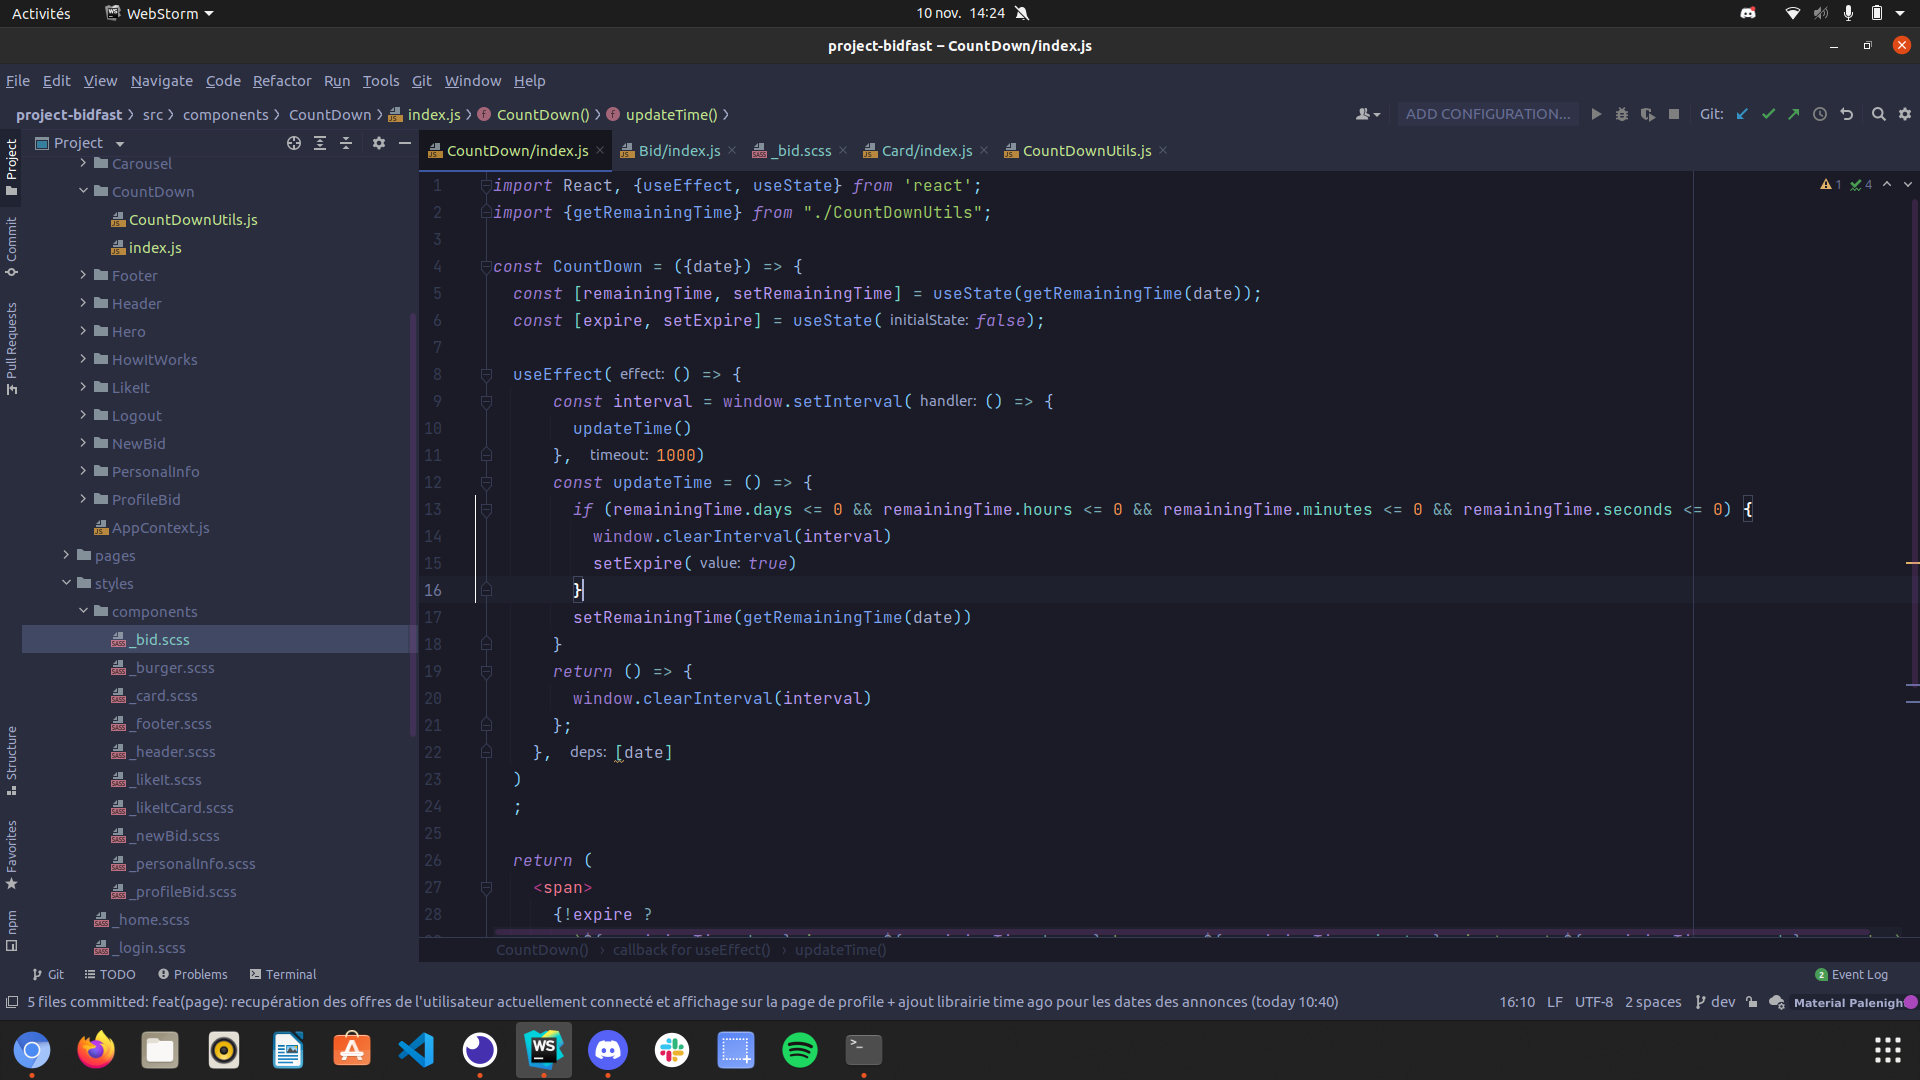 Activités
WebStorm
10 nov. 14:24
project-bidfast – CountDown/index.js
File Edit View Navigate Code Refactor Run Tools Git Window Help
project-bidfast src components CountDown index.js CountDown() updateTime()
ADD CONFIGURATION...
Git:
Project
Carousel
CountDown
CountDownUtils.js
index.js
Footer
Header
Hero
HowItWorks
LikeIt
Logout
NewBid
PersonalInfo
ProfileBid
AppContext.js
pages
styles
components
_bid.scss
_burger.scss
_card.scss
_footer.scss
_header.scss
_likeIt.scss
_likeItCard.scss
_newBid.scss
_personalInfo.scss
_profileBid.scss
_home.scss
_login.scss
Project
Commit
Pull Requests
Structure
Favorites
npm
CountDown/index.js Bid/index.js _bid.scss Card/index.js CountDownUtils.js
1 4
1 import React, {useEffect, useState} from 'react';
2 import {getRemainingTime} from "./CountDownUtils";
3
4 const CountDown = ({date}) => {
5 const [remainingTime, setRemainingTime] = useState(getRemainingTime(date));
6 const [expire, setExpire] = useState( initialState: false);
7
8 useEffect( effect: () => {
9 const interval = window.setInterval( handler: () => {
10 updateTime()
11 }, timeout: 1000)
12 const updateTime = () => {
13 if (remainingTime.days <= 0 && remainingTime.hours <= 0 && remainingTime.minutes <= 0 && remainingTime.seconds <= 0) {
14 window.clearInterval(interval)
15 setExpire( value: true)
16 }
17 setRemainingTime(getRemainingTime(date))
18 }
19 return () => {
20 window.clearInterval(interval)
21 };
22 }, deps: [date]
23 )
24 ;
25
26 return (
27 <span>
28 {!expire ?
CountDown() callback for useEffect() updateTime()
Git TODO Problems Terminal
2 Event Log
5 files committed: feat(page): recupération des offres de l'utilisateur actuellement connecté et affichage sur la page de profile + ajout librairie time ago pour les dates des annonces (today 10:40)
16:10 LF UTF-8 2 spaces dev Material Palenigh
WS